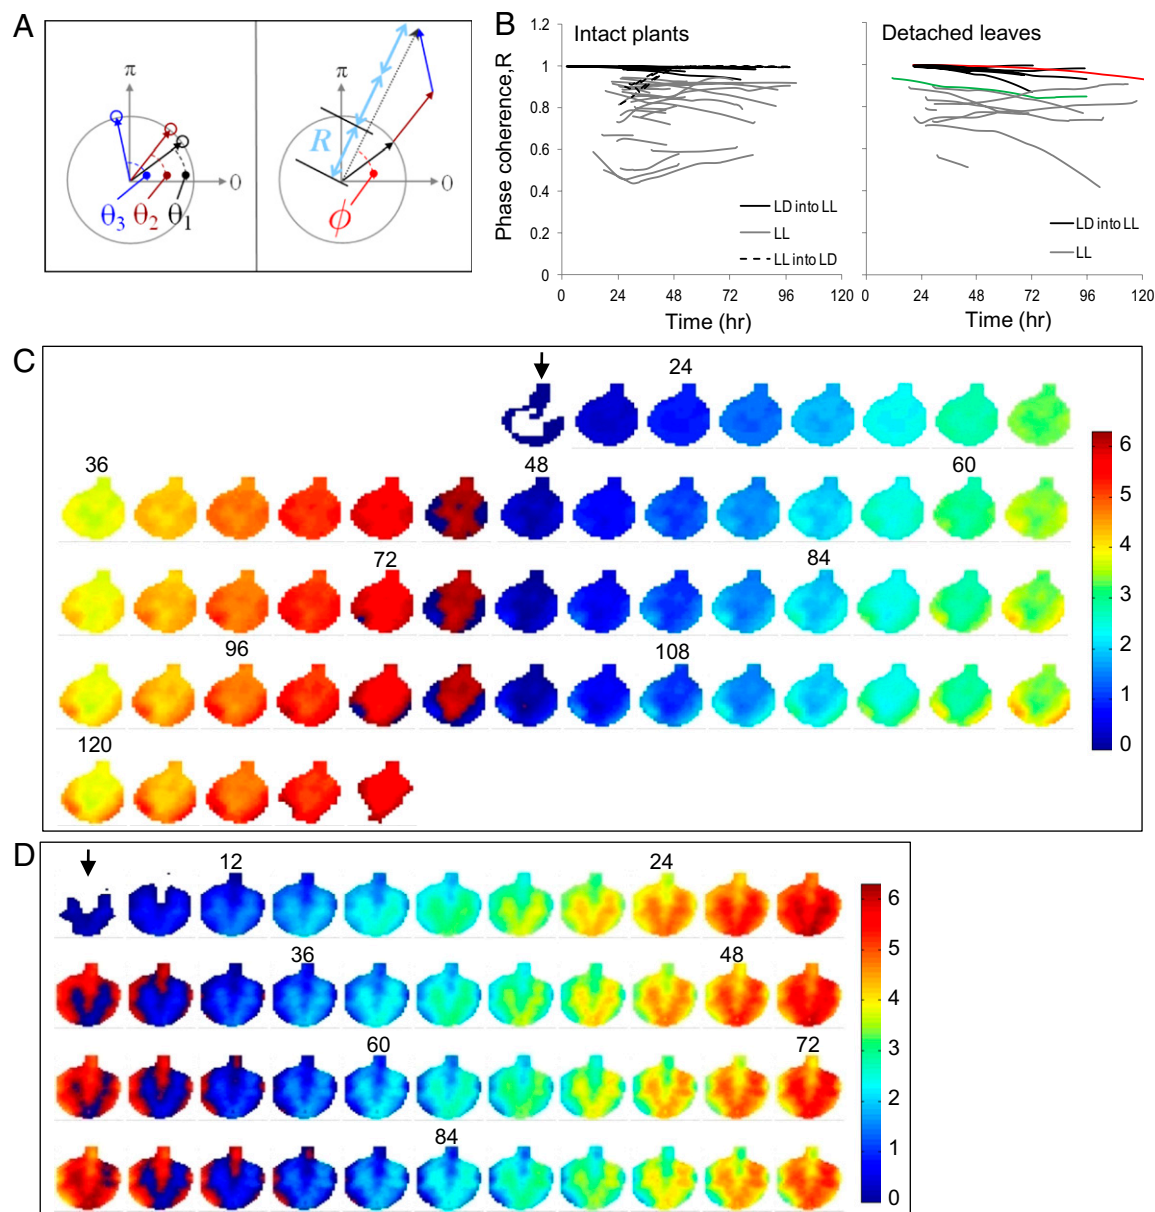 A
π
0
θ3 θ2 θ1
π
R
0
ϕ
B
Intact plants
Phase coherence,R
1.2
1
0.8
0.6
0.4
0.2
0
LD into LL
LL
LL into LD
0 24 48 72 96 120
Time (hr)
Detached leaves
LD into LL
LL
0 24 48 72 96 120
Time (hr)
C
24
36 48 60
72 84
96 108
120
6
5
4
3
2
1
0
D
12 24
36 48
60 72
84
6
5
4
3
2
1
0